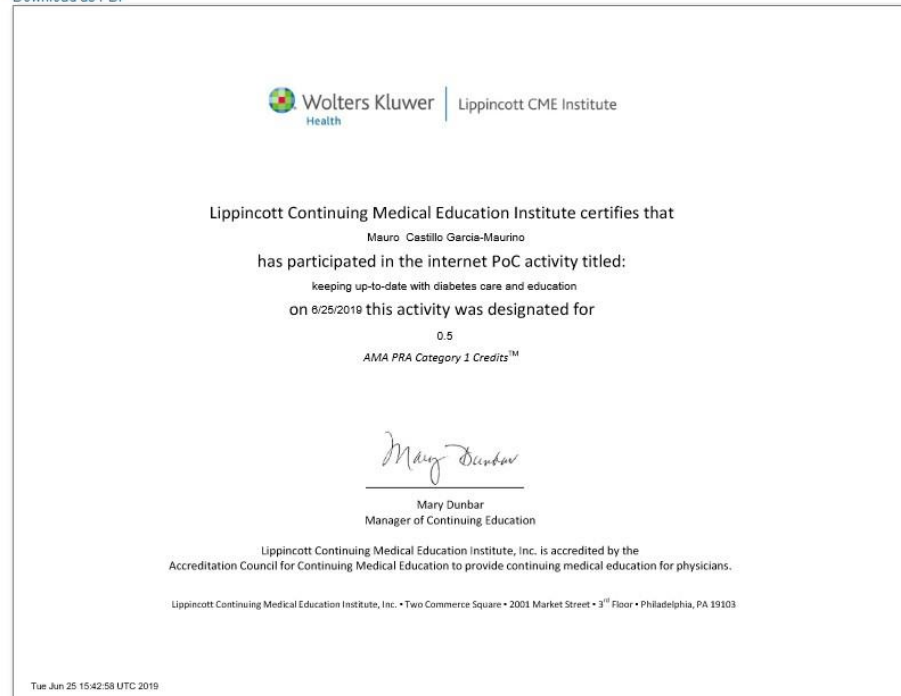 Wolters Kluwer
Health
Lippincott CME Institute
Lippincott Continuing Medical Education Institute certifies that
Mauro Castillo Garcia-Maurino
has participated in the internet PoC activity titled:
keeping up-to-date with diabetes care and education
on 6/25/2019 this activity was designated for
0.5
AMA PRA Category 1 Credits™
Mary Dunbar
Mary Dunbar
Manager of Continuing Education
Lippincott Continuing Medical Education Institute, Inc. is accredited by the
Accreditation Council for Continuing Medical Education to provide continuing medical education for physicians.
Lippincott Continuing Medical Education Institute, Inc. • Two Commerce Square • 2001 Market Street • 3rd Floor • Philadelphia, PA 19103
Tue Jun 25 15:42:58 UTC 2019